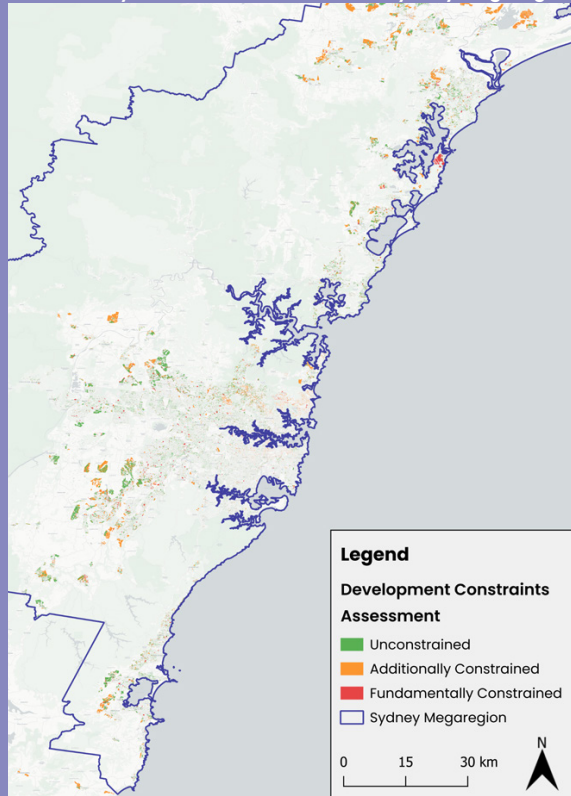 Legend
Development Constraints
Assessment
Unconstrained
Additionally Constrained
Fundamentally Constrained
Sydney Megaregion
0 15 30 km
N